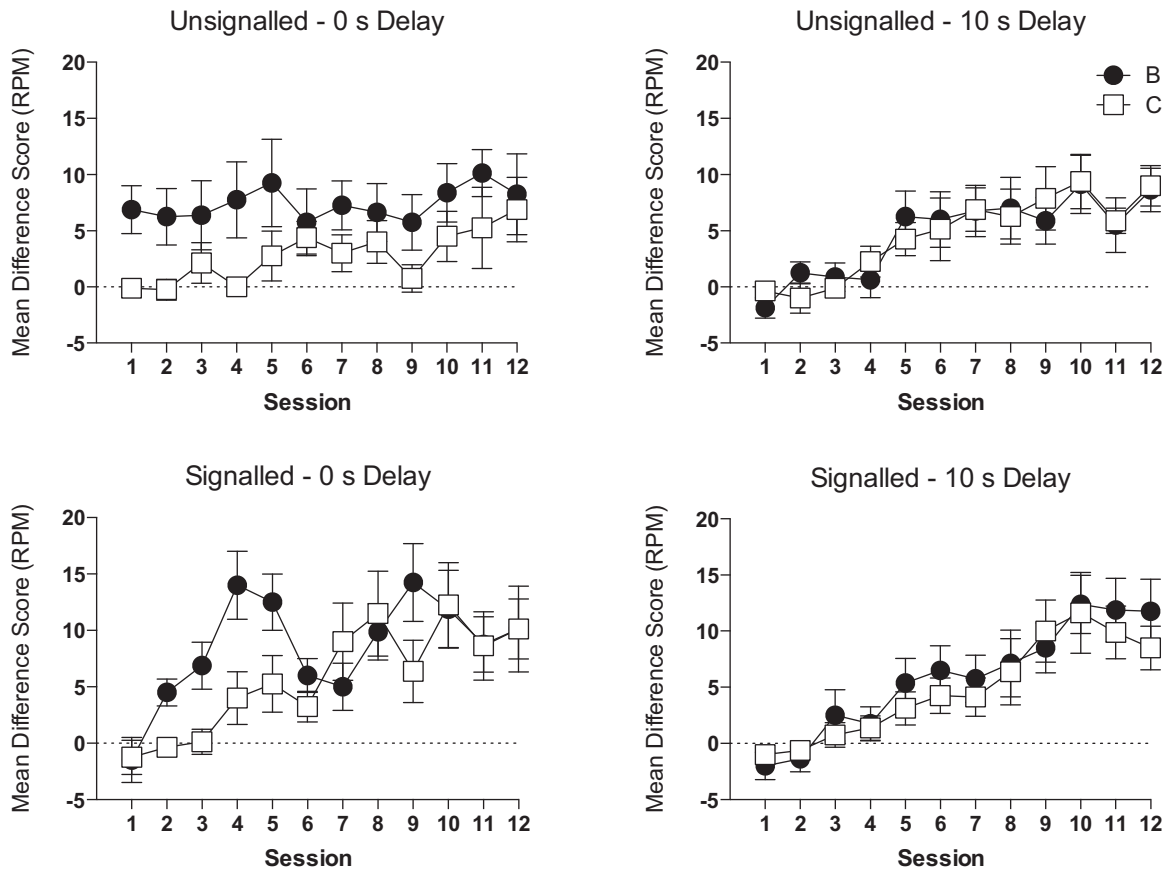 Unsignalled - 0 s Delay
Mean Difference Score (RPM)
20
15
10
5
0
-5
1 2 3 4 5 6 7 8 9 10 11 12
Session
Unsignalled - 10 s Delay
Mean Difference Score (RPM)
20
15
10
5
0
-5
B
C
1 2 3 4 5 6 7 8 9 10 11 12
Session
Signalled - 0 s Delay
Mean Difference Score (RPM)
20
15
10
5
0
-5
1 2 3 4 5 6 7 8 9 10 11 12
Session
Signalled - 10 s Delay
Mean Difference Score (RPM)
20
15
10
5
0
-5
1 2 3 4 5 6 7 8 9 10 11 12
Session